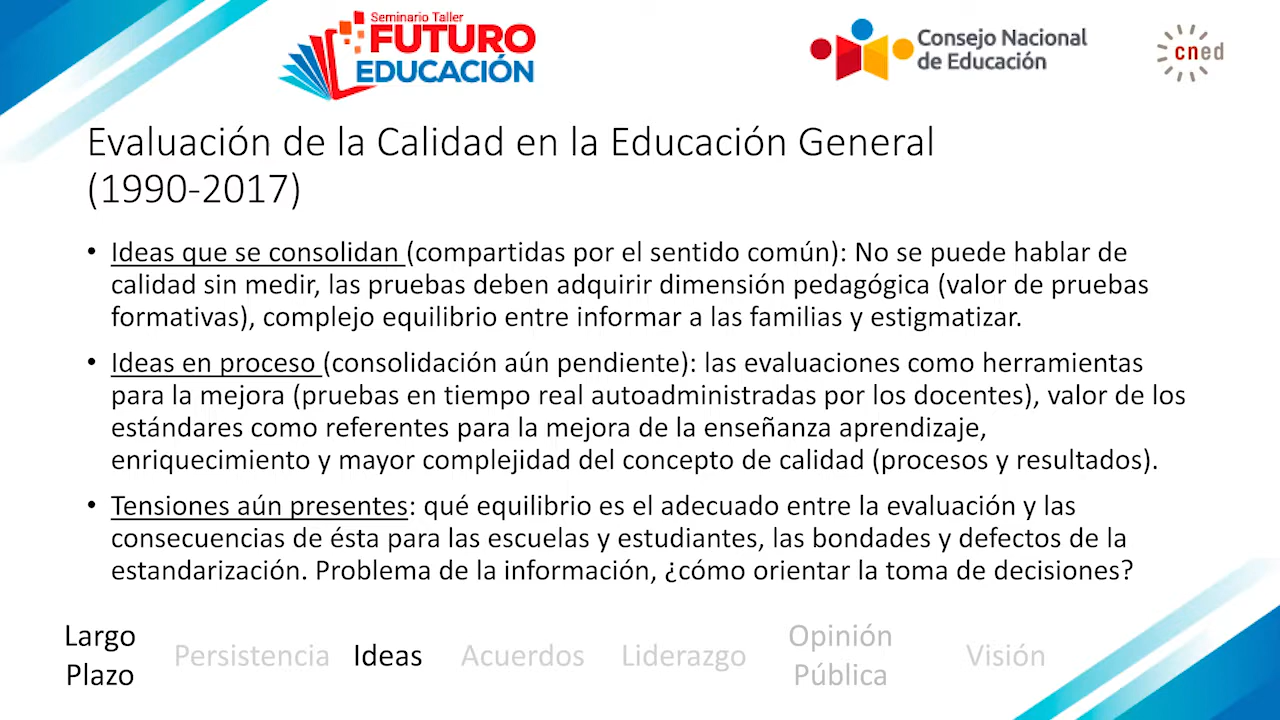 Seminario Taller
FUTURO
EDUCACIÓN
Consejo Nacional
de Educación
cned
Evaluación de la Calidad en la Educación General
(1990-2017)
• Ideas que se consolidan (compartidas por el sentido común): No se puede hablar de
calidad sin medir, las pruebas deben adquirir dimensión pedagógica (valor de pruebas
formativas), complejo equilibrio entre informar a las familias y estigmatizar.
• Ideas en proceso (consolidación aún pendiente): las evaluaciones como herramientas
para la mejora (pruebas en tiempo real autoadministradas por los docentes), valor de los
estándares como referentes para la mejora de la enseñanza aprendizaje,
enriquecimiento y mayor complejidad del concepto de calidad (procesos y resultados).
• Tensiones aún presentes: qué equilibrio es el adecuado entre la evaluación y las
consecuencias de ésta para las escuelas y estudiantes, las bondades y defectos de la
estandarización. Problema de la información, ¿cómo orientar la toma de decisiones?
Largo
Plazo
Persistencia
Ideas
Acuerdos
Liderazgo
Opinión
Pública
Visión